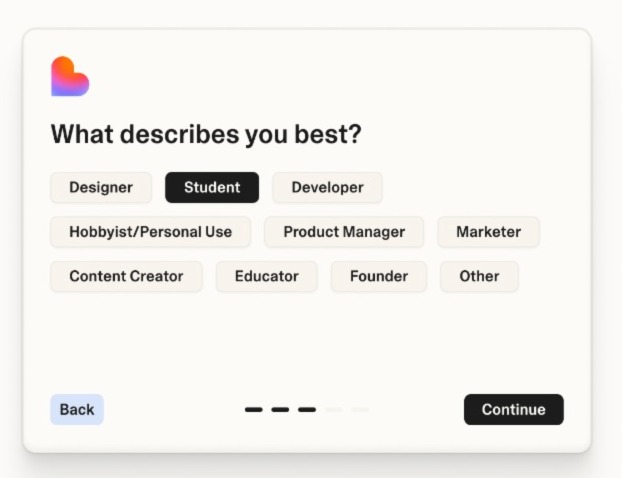 What describes you best?
Designer Student Developer
Hobbyist/Personal Use Product Manager Marketer
Content Creator Educator Founder Other
Back Continue